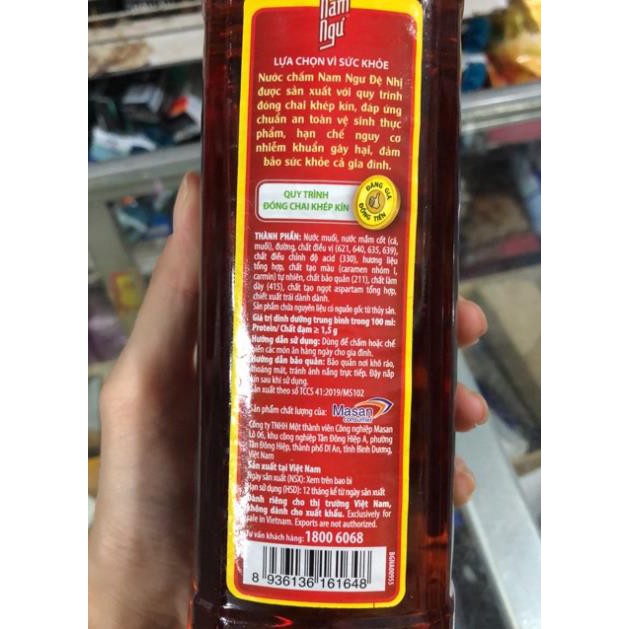 Nam
Ngư
LỰA CHỌN VÌ SỨC KHỎE
Nước chấm Nam Ngư Đệ Nhị
được sản xuất với quy trình
đóng chai khép kín, đáp ứng
chuẩn an toàn vệ sinh thực
phẩm, hạn chế nguy cơ
nhiễm khuẩn gây hại, đảm
bảo sức khỏe cả gia đình.
QUY TRÌNH
ĐÓNG CHAI KHÉP KÍN
ĐÁNG GIÁ
ĐỒNG TIỀN
THÀNH PHẦN: Nước muối, nước mắm cốt (cá,
muối), đường, chất điều vị (621, 640, 635, 639),
chất điều chỉnh độ acid (330), hương liệu
tổng hợp, chất tạo màu (caramen nhóm I,
carmin) tự nhiên, chất bảo quản (211), chất làm
dày (415), chất tạo ngọt aspartam tổng hợp,
chiết xuất trái dành dành.
Sản phẩm chứa nguyên liệu có nguồn gốc từ thủy sản.
Giá trị dinh dưỡng trung bình trong 100 ml:
Protein/ Chất đạm ≥ 1,5 g
Hướng dẫn sử dụng: Dùng để chấm hoặc chế
biến các món ăn hàng ngày cho gia đình.
Hướng dẫn bảo quản: Bảo quản nơi khô ráo,
thoáng mát, tránh ánh nắng trực tiếp. Đậy nắp
kín sau khi sử dụng.
Sản xuất theo số TCCS 41:2019/MS102
Sản phẩm chất lượng của: Masan
CONSUMER
Công ty TNHH Một thành viên Công nghiệp Masan
Lô 06, khu công nghiệp Tân Đông Hiệp A, phường
Tân Đông Hiệp, thành phố Dĩ An, tỉnh Bình Dương,
Việt Nam
Sản xuất tại Việt Nam
Ngày sản xuất (NSX): Xem trên bao bì
Hạn sử dụng (HSD): 12 tháng kể từ ngày sản xuất
Dành riêng cho thị trường Việt Nam,
không dành cho xuất khẩu. Exclusively for
sale in Vietnam. Exports are not authorized.
Tư vấn khách hàng: 1800 6068
8 936136 161648